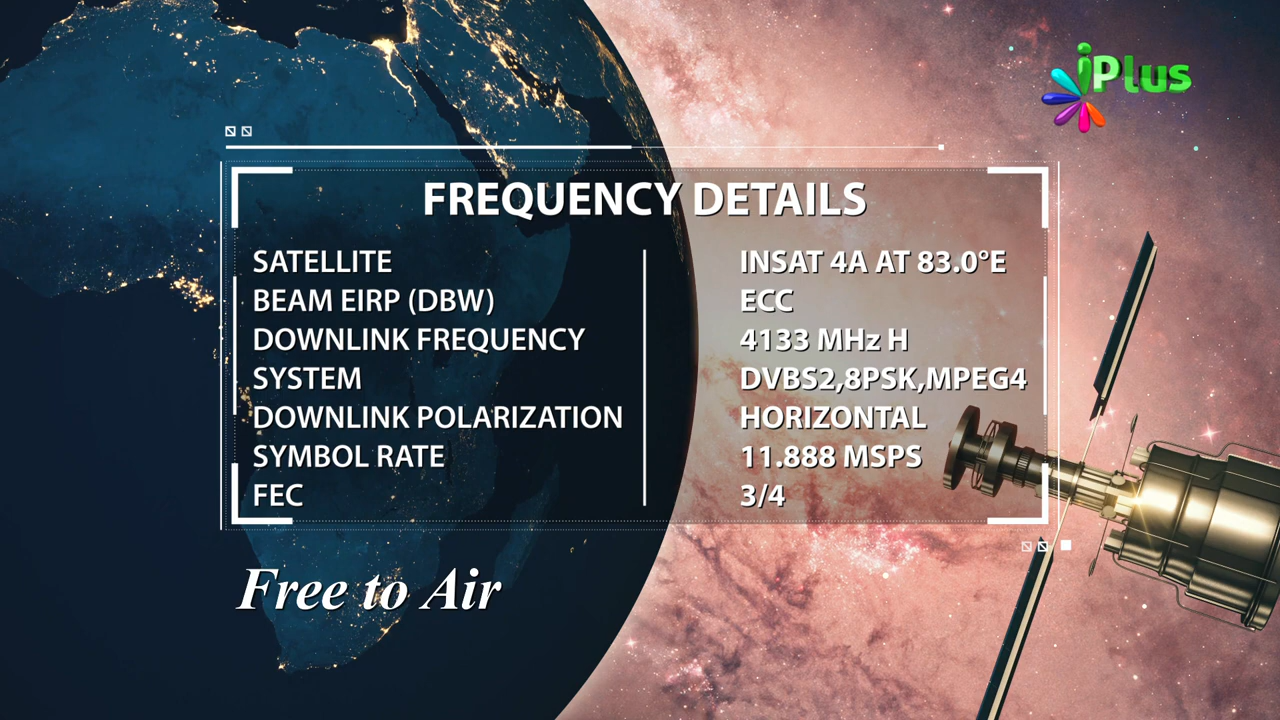 iPlus
FREQUENCY DETAILS
SATELLITE INSAT 4A AT 83.0°E
BEAM EIRP (DBW) ECC
DOWNLINK FREQUENCY 4133 MHz H
SYSTEM DVBS2,8PSK,MPEG4
DOWNLINK POLARIZATION HORIZONTAL
SYMBOL RATE 11.888 MSPS
FEC 3/4
Free to Air